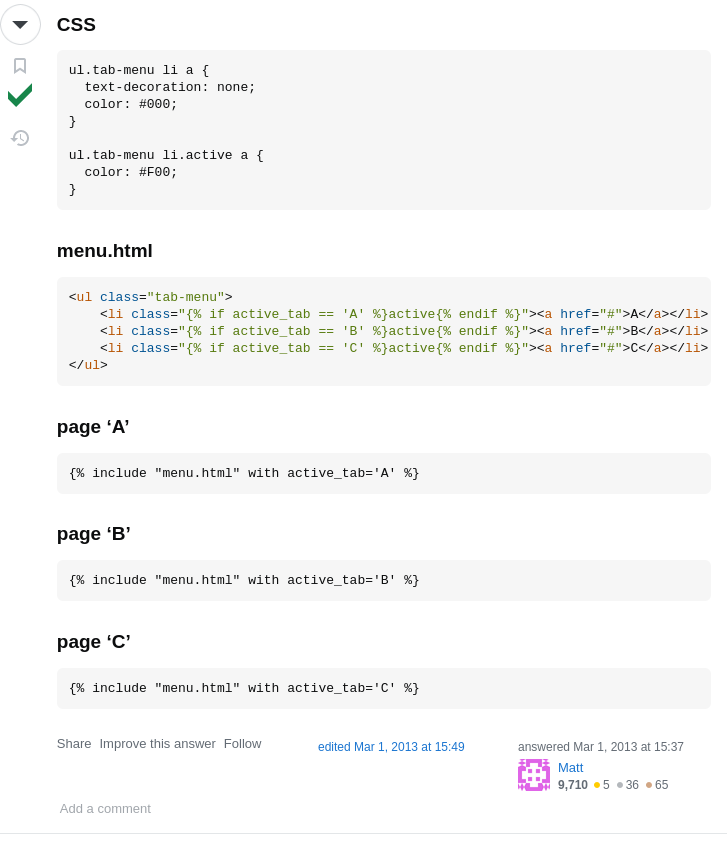 CSS
ul.tab-menu li a {
  text-decoration: none;
  color: #000;
}
ul.tab-menu li.active a {
  color: #F00;
}
menu.html
<ul class="tab-menu">
    <li class="{% if active_tab == 'A' %}active{% endif %}"><a href="#">A</a></li>
    <li class="{% if active_tab == 'B' %}active{% endif %}"><a href="#">B</a></li>
    <li class="{% if active_tab == 'C' %}active{% endif %}"><a href="#">C</a></li>
</ul>
page ‘A’
{% include "menu.html" with active_tab='A' %}
page ‘B’
{% include "menu.html" with active_tab='B' %}
page ‘C’
{% include "menu.html" with active_tab='C' %}
Share Improve this answer Follow
edited Mar 1, 2013 at 15:49
answered Mar 1, 2013 at 15:37
Matt
9,710 ●5 ●36 ●65
Add a comment